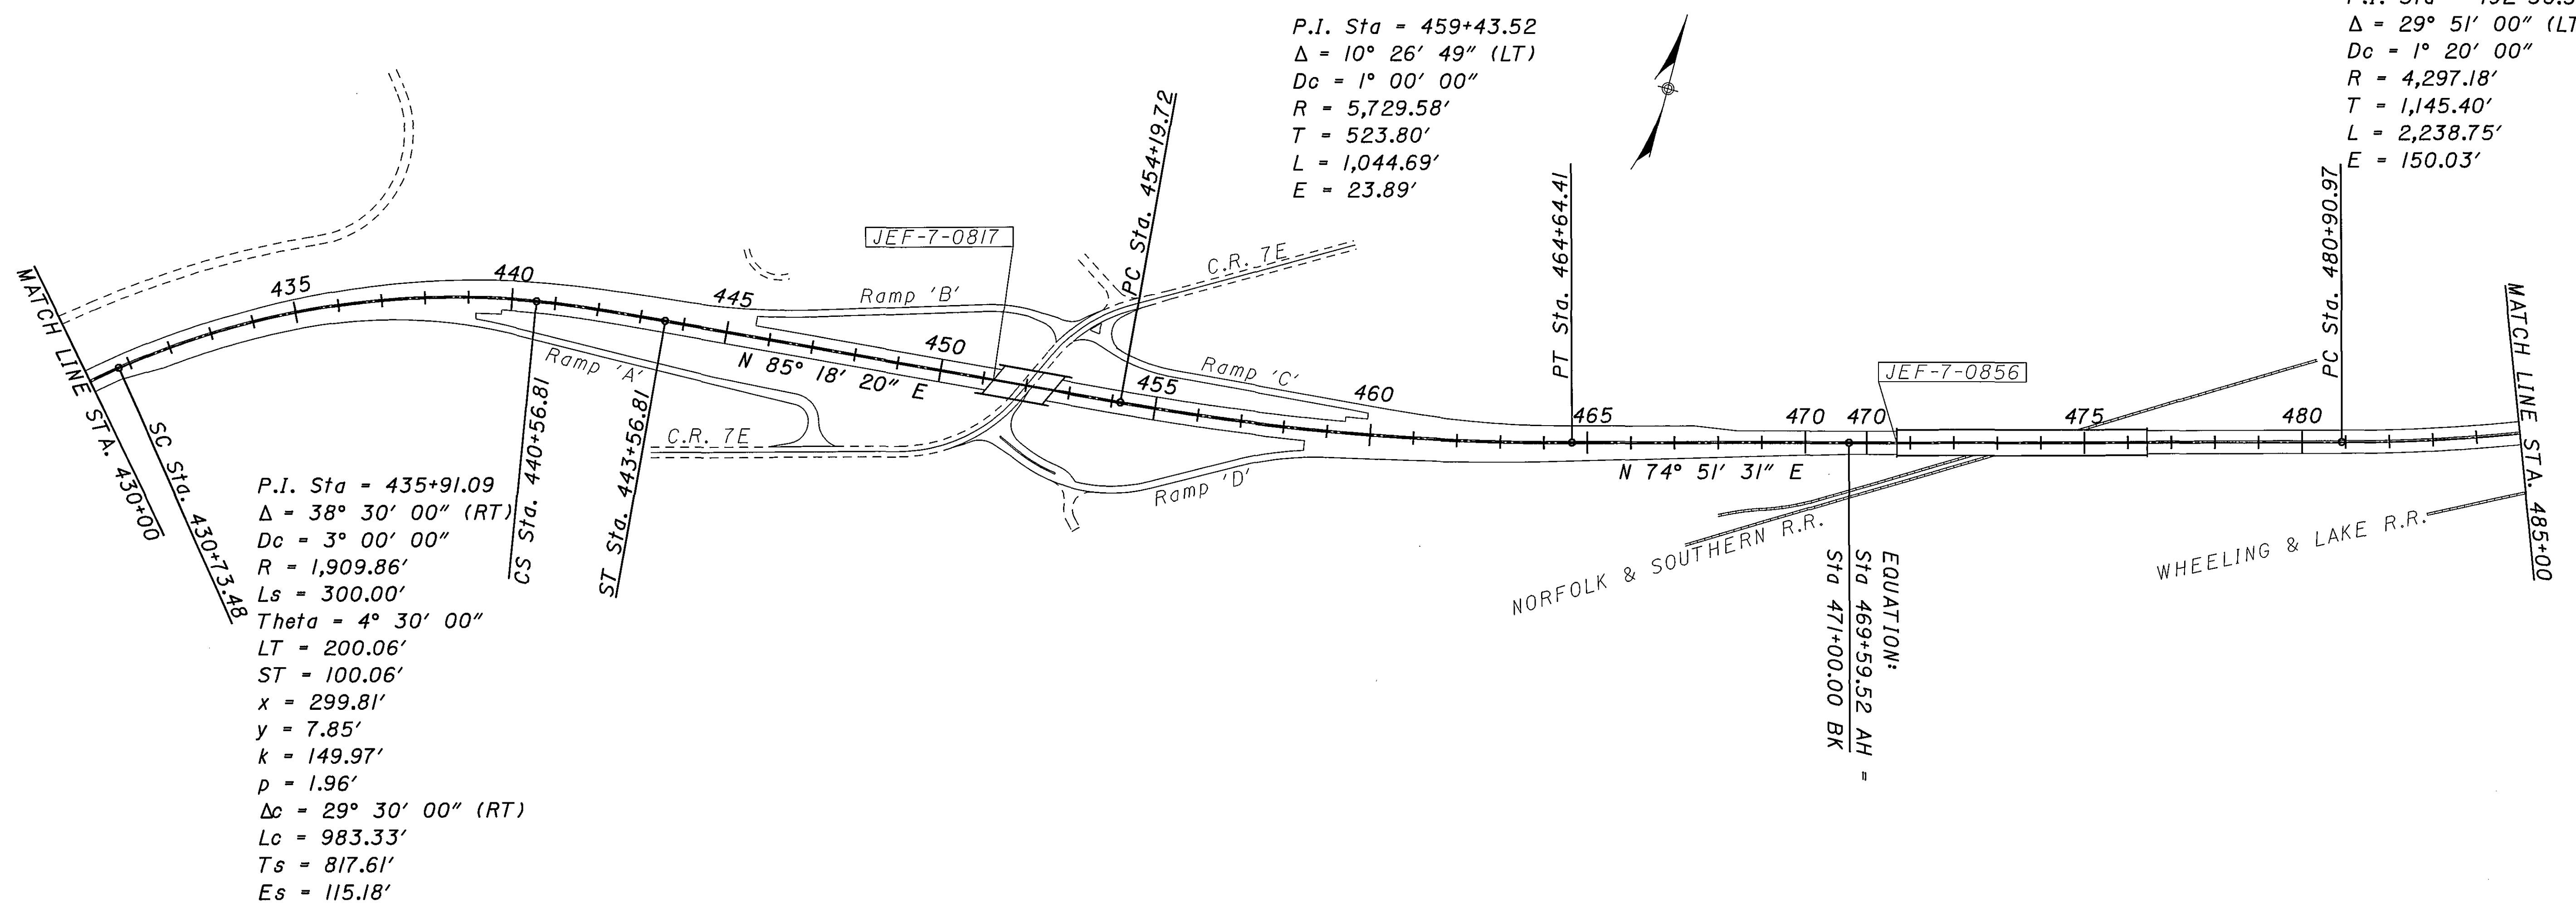 P.I. Sta = 459+43.52
Δ = 10° 26′ 49″ (LT)
Dc = 1° 00′ 00″
R = 5,729.58′
T = 523.80′
L = 1,044.69′
E = 23.89′
Δ = 29° 51′ 00″ (LT
Dc = 1° 20′ 00″
R = 4,297.18′
T = 1,145.40′
L = 2,238.75′
E = 150.03′
MATCH LINE STA. 430+00
SC Sta. 430+73.48
435
440
CS Sta. 440+56.81
ST Sta. 443+56.81
445
Ramp 'A'
Ramp 'B'
N 85° 18′ 20″ E
450
JEF-7-0817
C.R. 7E
C.R. 7E
PC Sta. 454+19.72
455
Ramp 'C'
Ramp 'D'
460
PT Sta. 464+64.41
465
N 74° 51′ 31″ E
470
470
JEF-7-0856
475
480
PC Sta. 480+90.97
MATCH LINE STA. 485+00
NORFOLK & SOUTHERN R.R.
WHEELING & LAKE R.R.
EQUATION:
Sta 469+59.52 AH =
Sta 471+00.00 BK
P.I. Sta = 435+91.09
Δ = 38° 30′ 00″ (RT)
Dc = 3° 00′ 00″
R = 1,909.86′
Ls = 300.00′
Theta = 4° 30′ 00″
LT = 200.06′
ST = 100.06′
x = 299.81′
y = 7.85′
k = 149.97′
p = 1.96′
Δc = 29° 30′ 00″ (RT)
Lc = 983.33′
Ts = 817.61′
Es = 115.18′